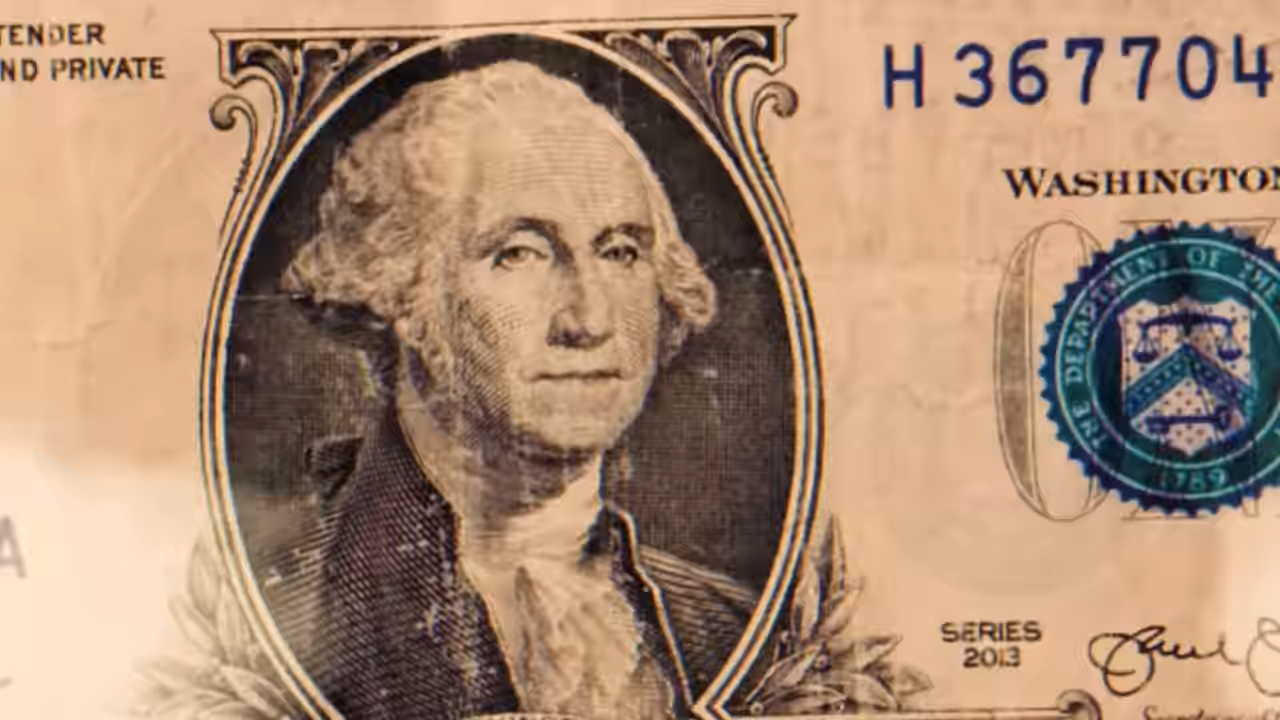 TENDER
ND PRIVATE
H 367704
WASHINGTON
THE DEPARTMENT OF THE
1789
SERIES
2013